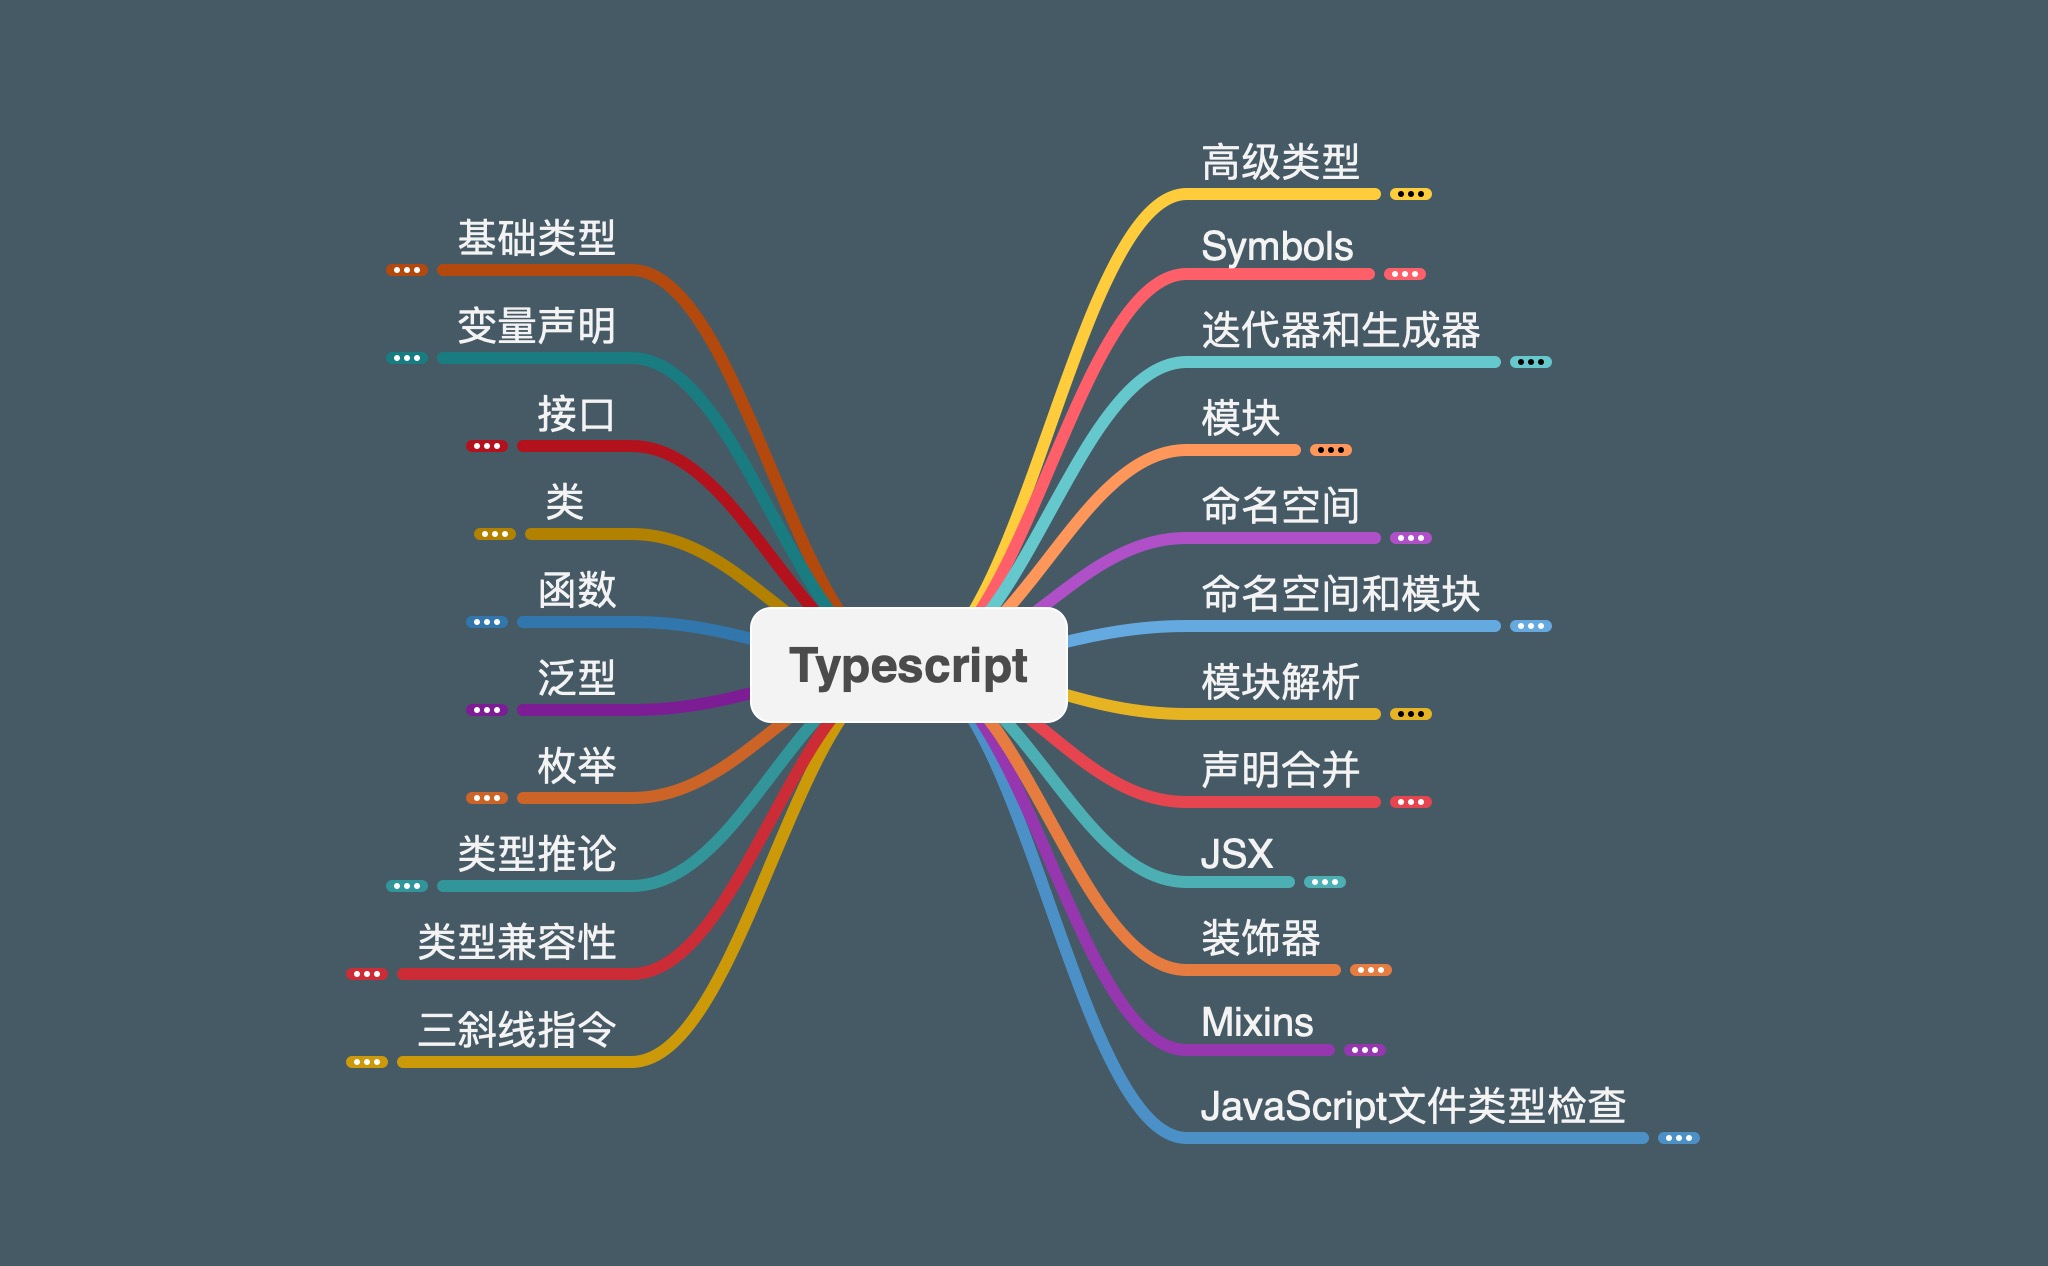 Typescript
基础类型
变量声明
接口
类
函数
泛型
枚举
类型推论
类型兼容性
三斜线指令
高级类型
Symbols
迭代器和生成器
模块
命名空间
命名空间和模块
模块解析
声明合并
JSX
装饰器
Mixins
JavaScript文件类型检查